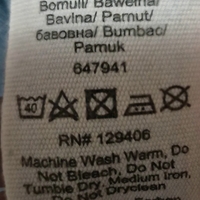 Bomull/ Bawełna/
Bavlna/ Pamut/
бавовна/ Bumbac/
Pamuk
647941
40
RN# 129406
Machine Wash Warm, Do
Not Bleach, Do Not
Tumble Dry, Medium Iron,
Do Not Dryclean